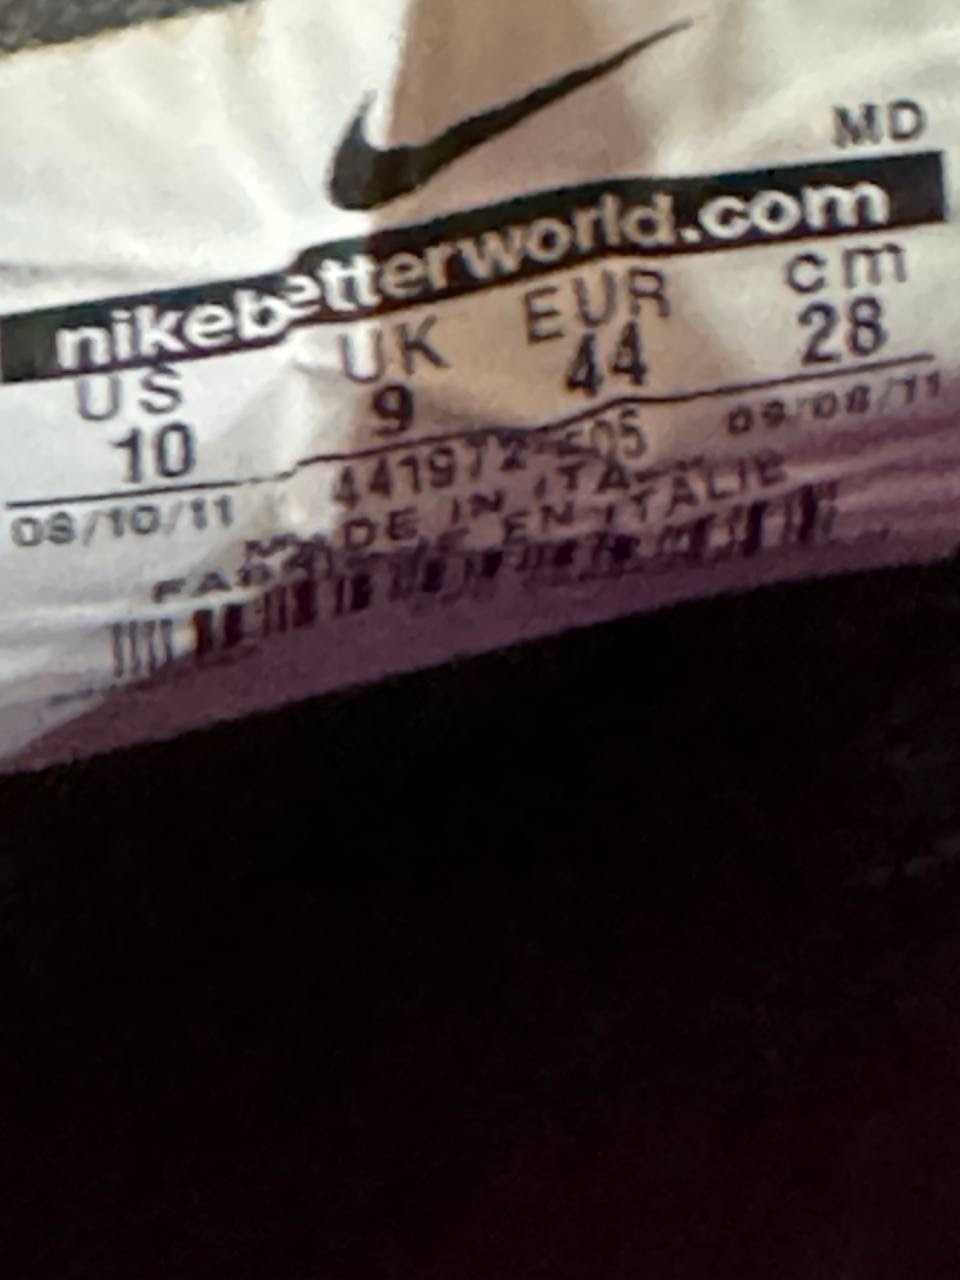 MD
nikebetterworld.com
US UK EUR cm
10 9 44 28
08/10/11 09/08/11
441972-505
MADE IN ITALY
FABRIQUE EN ITALIE